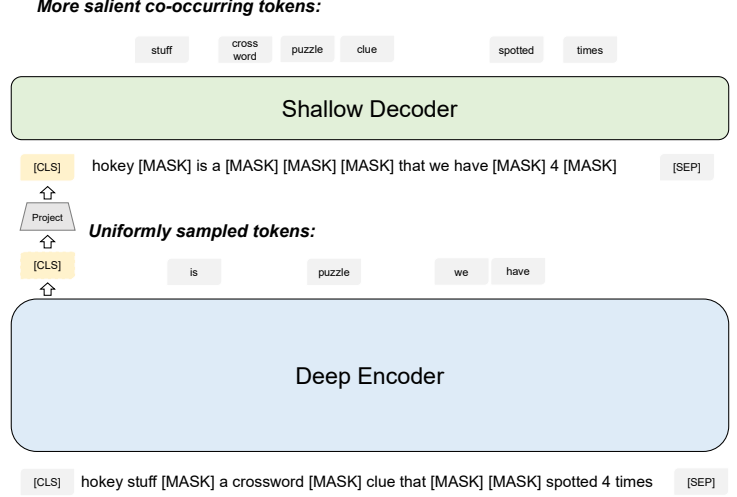 More salient co-occurring tokens:
stuff cross word puzzle clue spotted times
Shallow Decoder
[CLS] hokey [MASK] is a [MASK] [MASK] [MASK] that we have [MASK] 4 [MASK] [SEP]
Project
Uniformly sampled tokens:
[CLS] is puzzle we have
Deep Encoder
[CLS] hokey stuff [MASK] a crossword [MASK] clue that [MASK] [MASK] spotted 4 times [SEP]